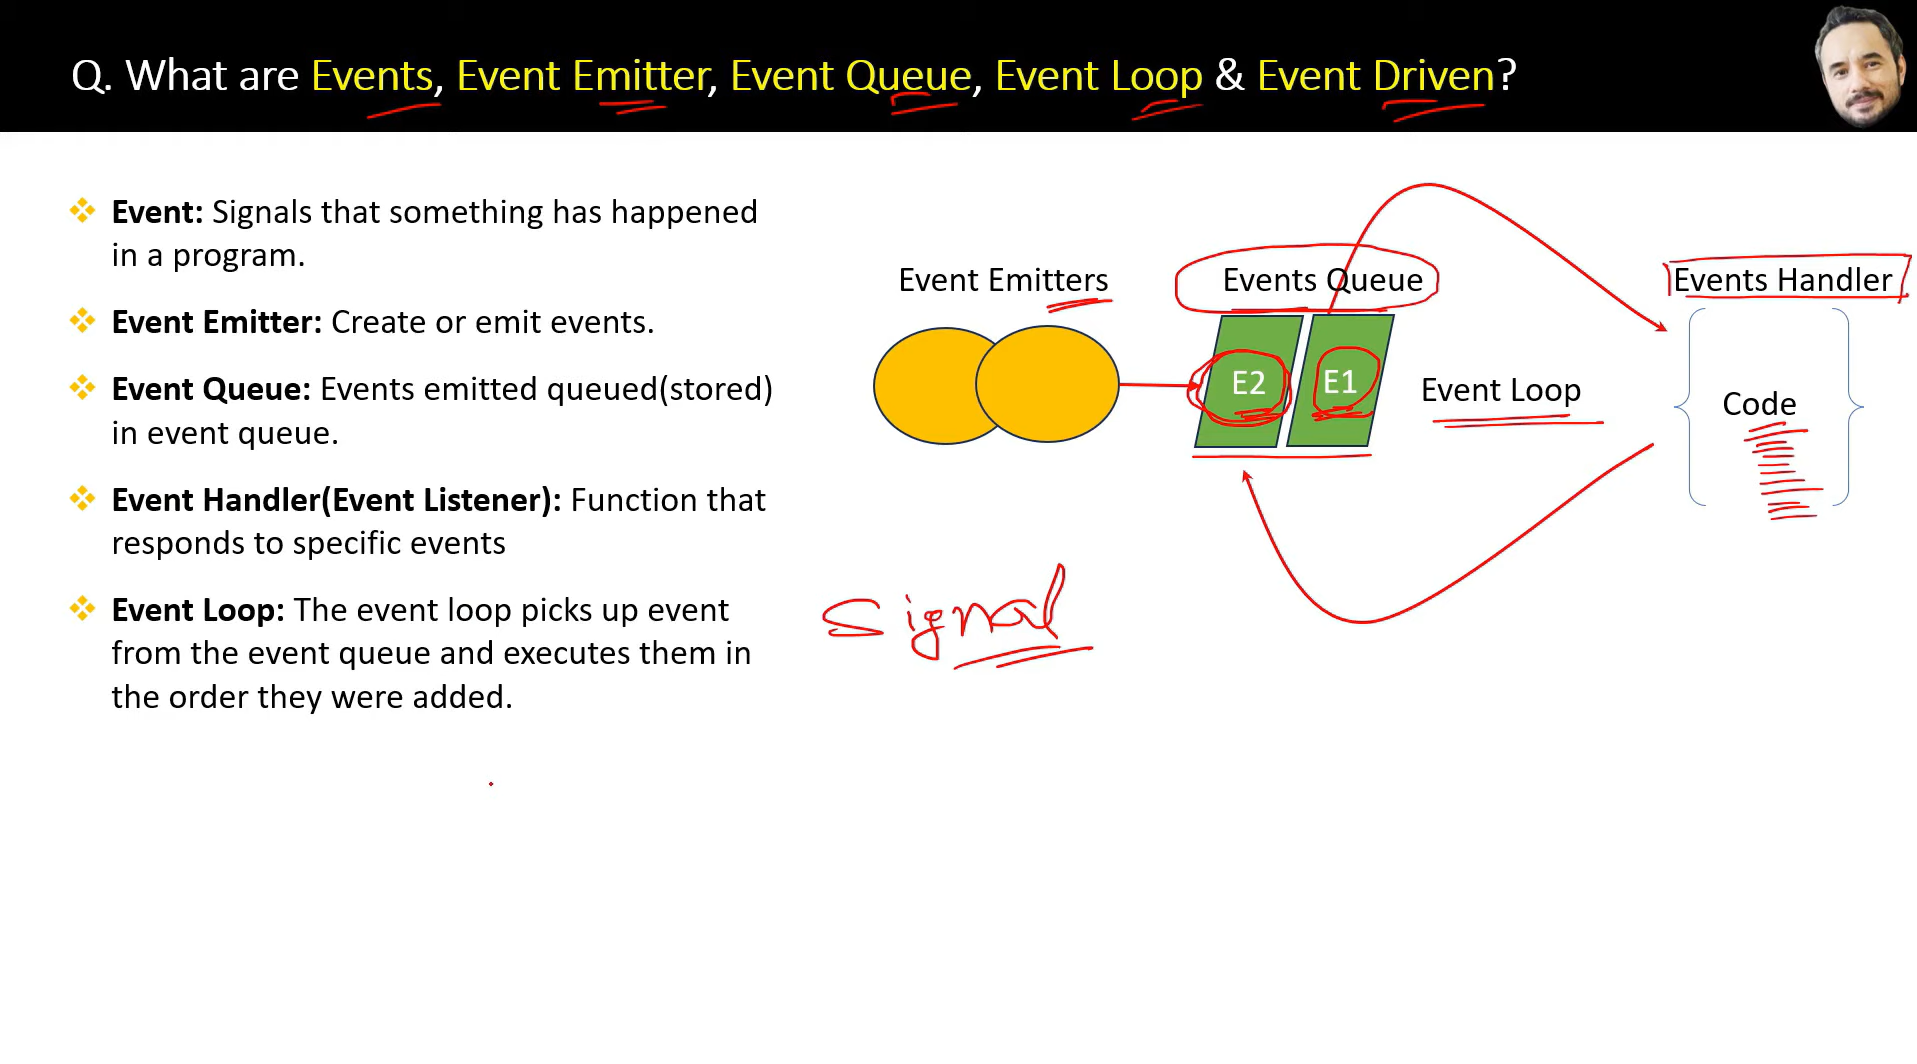 Q. What are Events, Event Emitter, Event Queue, Event Loop & Event Driven?
Event: Signals that something has happened
in a program.
Event Emitter: Create or emit events.
Event Queue: Events emitted queued(stored)
in event queue.
Event Handler(Event Listener): Function that
responds to specific events
Event Loop: The event loop picks up event
from the event queue and executes them in
the order they were added.
Event Emitters
Events Queue
Events Handler
E2
E1
Event Loop
Code
Signal